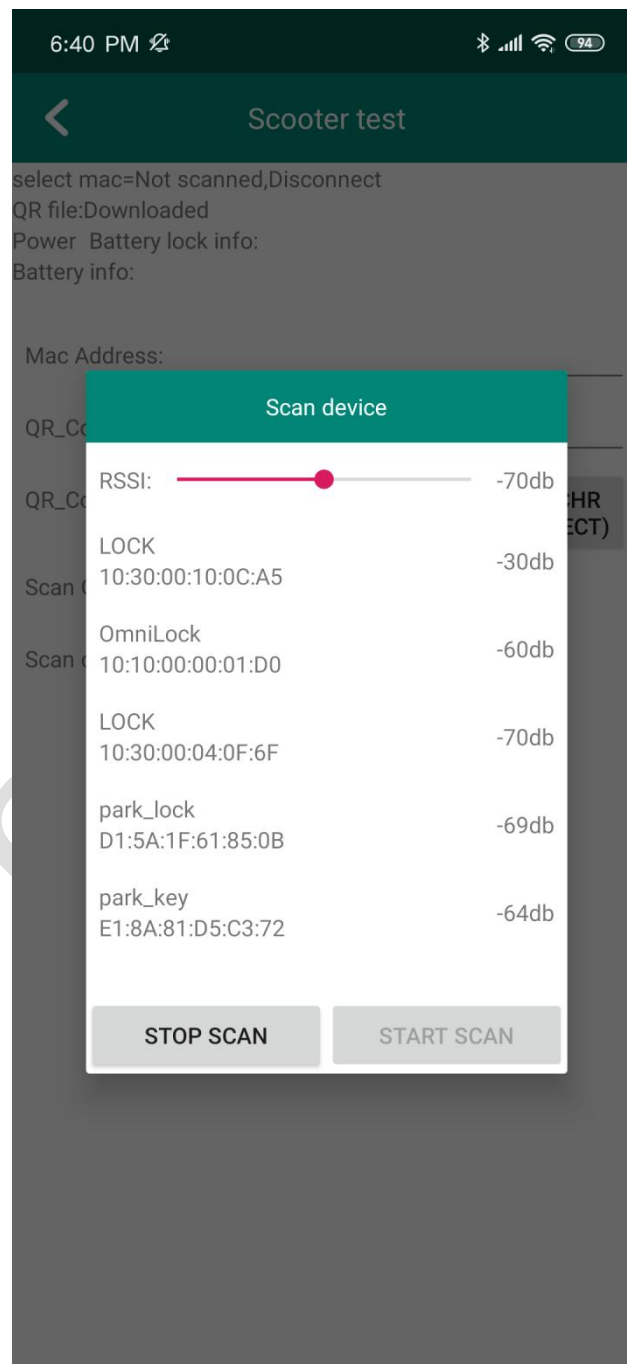 6:40 PM
94
Scooter test
select mac=Not scanned,Disconnect
QR file:Downloaded
Power Battery lock info:
Battery info:
Mac Address:
Scan device
RSSI: -70db
LOCK
10:30:00:10:0C:A5
-30db
OmniLock
10:10:00:00:01:D0
-60db
LOCK
10:30:00:04:0F:6F
-70db
park_lock
D1:5A:1F:61:85:0B
-69db
park_key
E1:8A:81:D5:C3:72
-64db
STOP SCAN
START SCAN
Scan
Scan